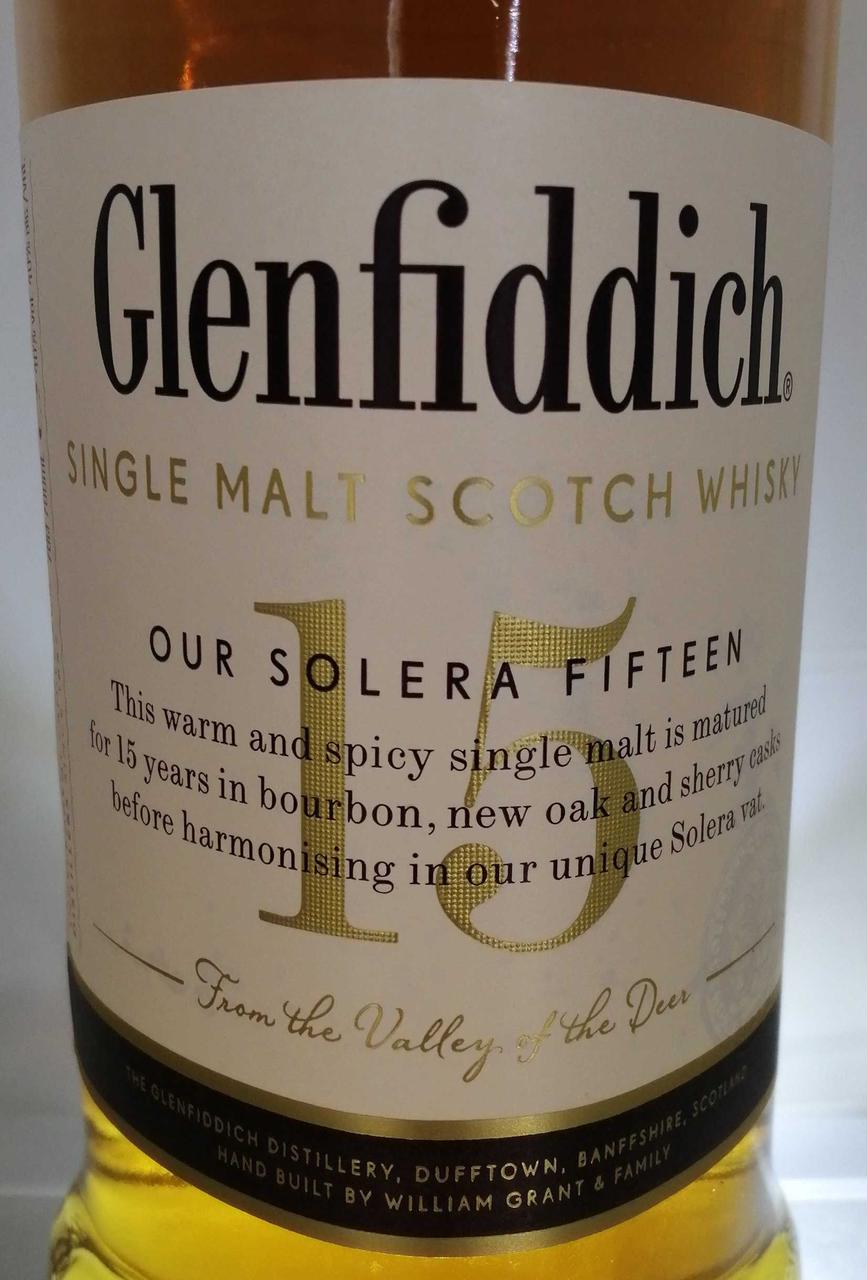 Glenfiddich®
SINGLE MALT SCOTCH WHISKY
15
OUR SOLERA FIFTEEN
This warm and spicy single malt is matured
for 15 years in bourbon, new oak and sherry casks
before harmonising in our unique Solera vat.
From the Valley of the Deer
THE GLENFIDDICH DISTILLERY, DUFFTOWN, BANFFSHIRE, SCOTLAND
HAND BUILT BY WILLIAM GRANT & FAMILY